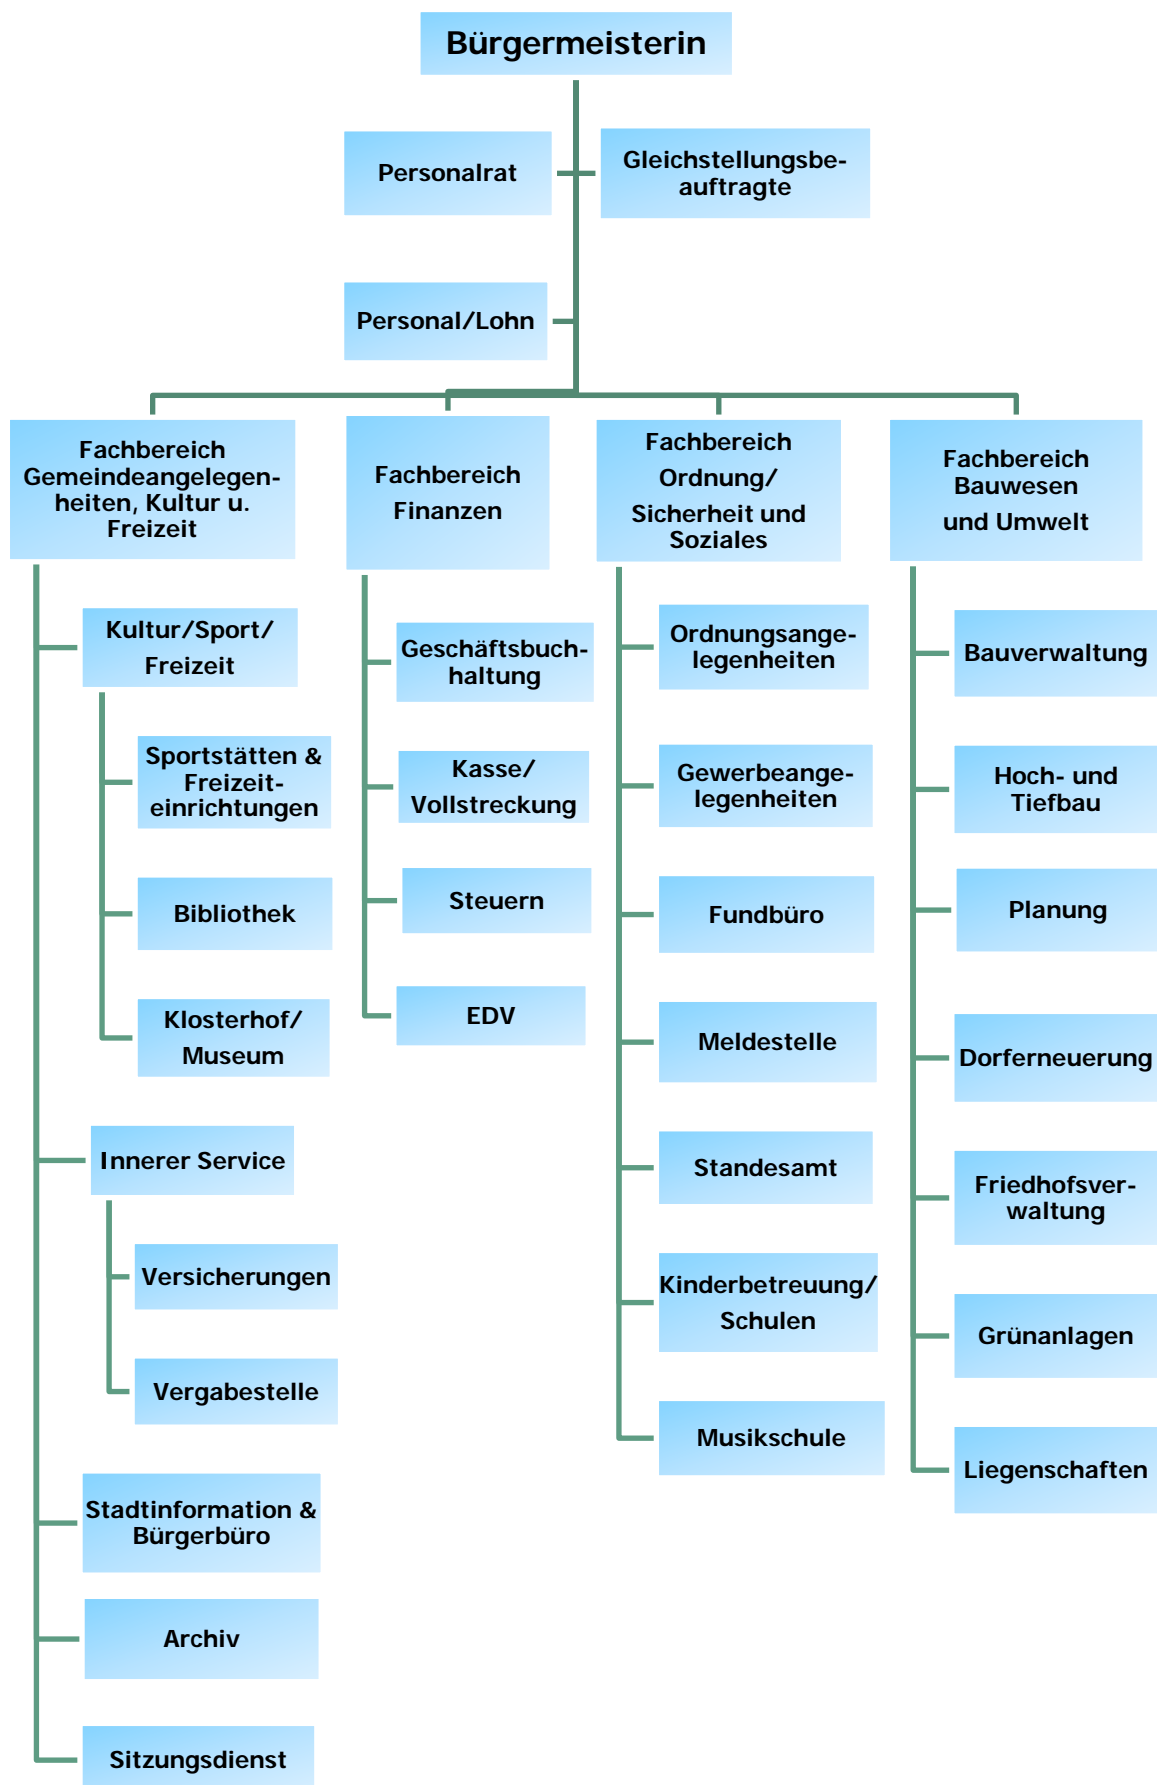 Bürgermeisterin
Personalrat
Gleichstellungsbe-
auftragte
Personal/Lohn
Fachbereich
Gemeindeangelegen-
heiten, Kultur u.
Freizeit
Kultur/Sport/
Freizeit
Sportstätten &
Freizeit-
einrichtungen
Bibliothek
Klosterhof/
Museum
Innerer Service
Versicherungen
Vergabestelle
Stadtinformation &
Bürgerbüro
Archiv
Sitzungsdienst
Fachbereich
Finanzen
Geschäftsbuch-
haltung
Kasse/
Vollstreckung
Steuern
EDV
Fachbereich
Ordnung/
Sicherheit und
Soziales
Ordnungsange-
legenheiten
Gewerbeange-
legenheiten
Fundbüro
Meldestelle
Standesamt
Kinderbetreuung/
Schulen
Musikschule
Fachbereich
Bauwesen
und Umwelt
Bauverwaltung
Hoch- und
Tiefbau
Planung
Dorferneuerung
Friedhofsver-
waltung
Grünanlagen
Liegenschaften